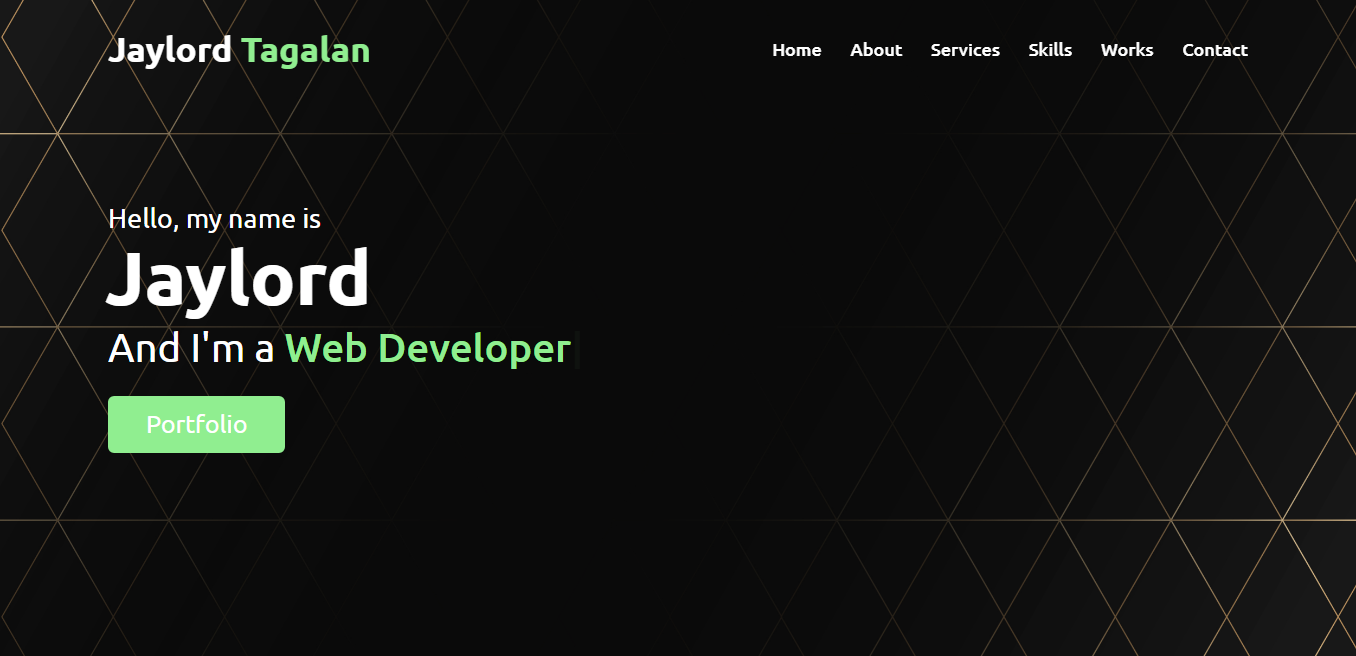 Jaylord Tagalan
Home About Services Skills Works Contact
Hello, my name is
Jaylord
And I'm a Web Developer
Portfolio